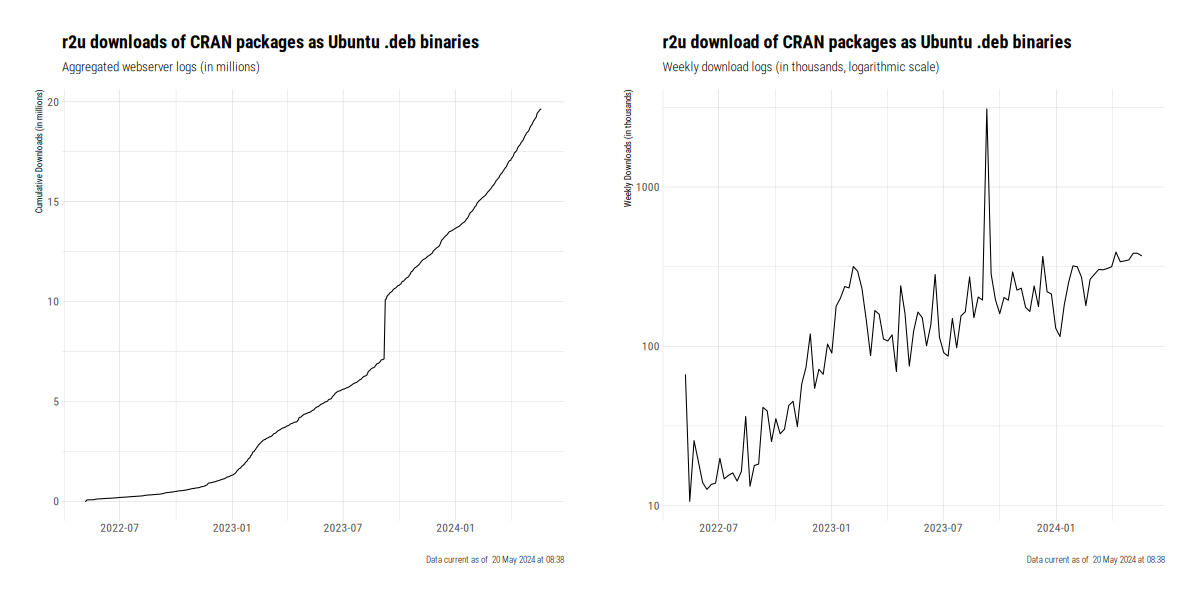 r2u downloads of CRAN packages as Ubuntu .deb binaries
Aggregated webserver logs (in millions)
Cumulative Downloads (in millions)
20
15
10
5
0
2022-07
2023-01
2023-07
2024-01
Data current as of 20 May 2024 at 08:38
r2u download of CRAN packages as Ubuntu .deb binaries
Weekly download logs (in thousands, logarithmic scale)
Weekly Downloads (in thousands)
1000
100
10
2022-07
2023-01
2023-07
2024-01
Data current as of 20 May 2024 at 08:38